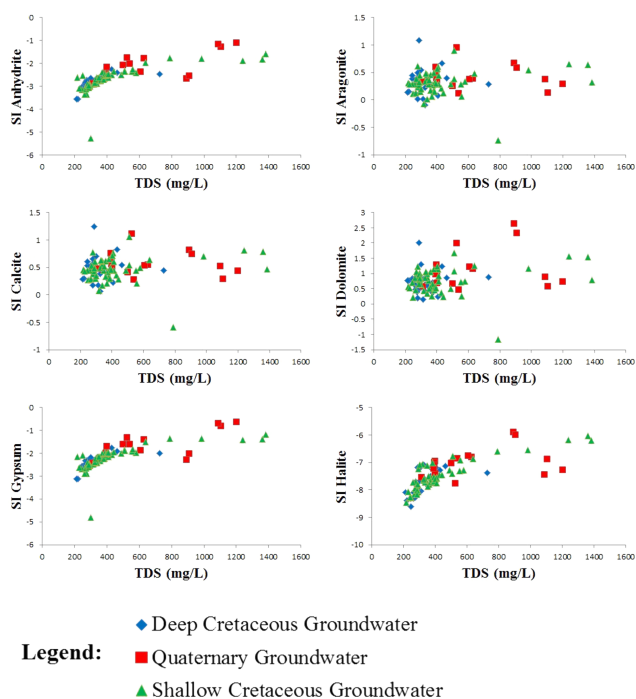 SI Anhydrite
0
-1
-2
-3
-4
-5
-6
0 200 400 600 800 1000 1200 1400 1600
TDS (mg/L)
SI Aragonite
1.5
1
0.5
0
-0.5
-1
0 200 400 600 800 1000 1200 1400 1600
TDS (mg/L)
SI Calcite
1.5
1
0.5
0
-0.5
-1
0 200 400 600 800 1000 1200 1400 1600
TDS (mg/L)
SI Dolomite
3
2.5
2
1.5
1
0.5
0
-0.5
-1
-1.5
0 200 400 600 800 1000 1200 1400 1600
TDS (mg/L)
SI Gypsum
0
-1
-2
-3
-4
-5
-6
0 200 400 600 800 1000 1200 1400 1600
TDS (mg/L)
SI Halite
-5
-6
-7
-8
-9
-10
0 200 400 600 800 1000 1200 1400 1600
TDS (mg/L)
Legend:
Deep Cretaceous Groundwater
Quaternary Groundwater
Shallow Cretaceous Groundwater